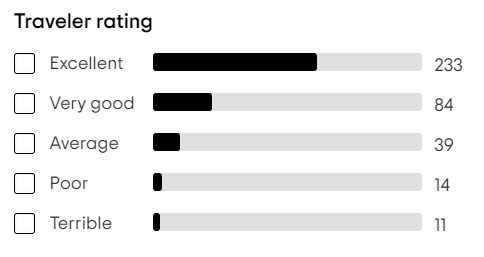 Traveler rating
Excellent 233
Very good 84
Average 39
Poor 14
Terrible 11